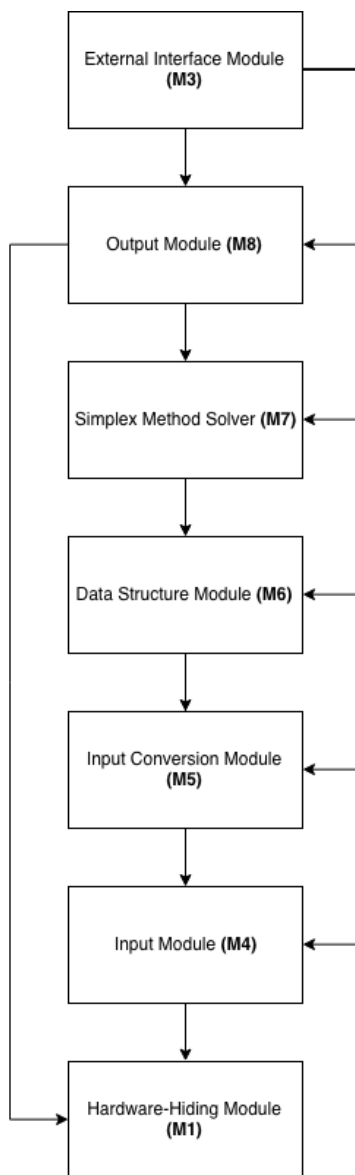 External Interface Module
(M3)
Output Module (M8)
Simplex Method Solver (M7)
Data Structure Module (M6)
Input Conversion Module
(M5)
Input Module (M4)
Hardware-Hiding Module
(M1)